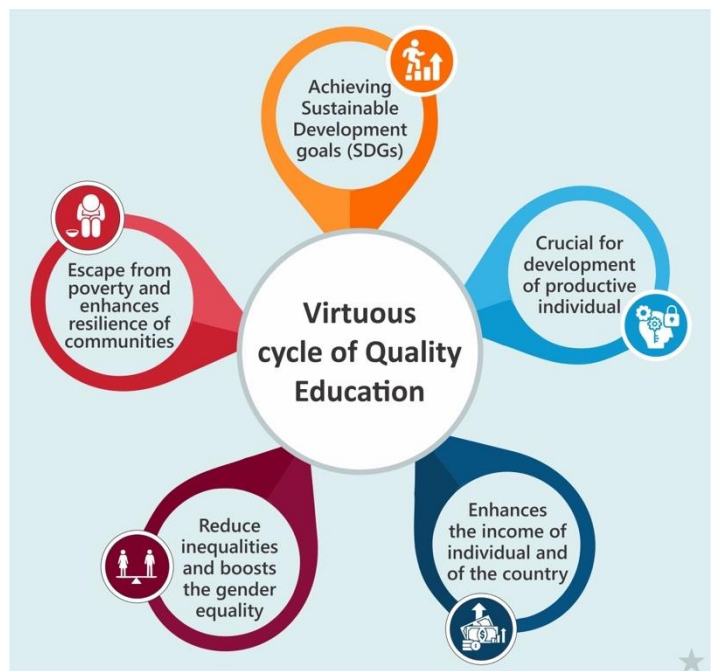 Achieving
Sustainable
Development
goals (SDGs)
Crucial for
development
of productive
individual
Enhances
the income of
individual and
of the country
Reduce
inequalities
and boosts
the gender
equality
Escape from
poverty and
enhances
resilience of
communities
Virtuous
cycle of Quality
Education